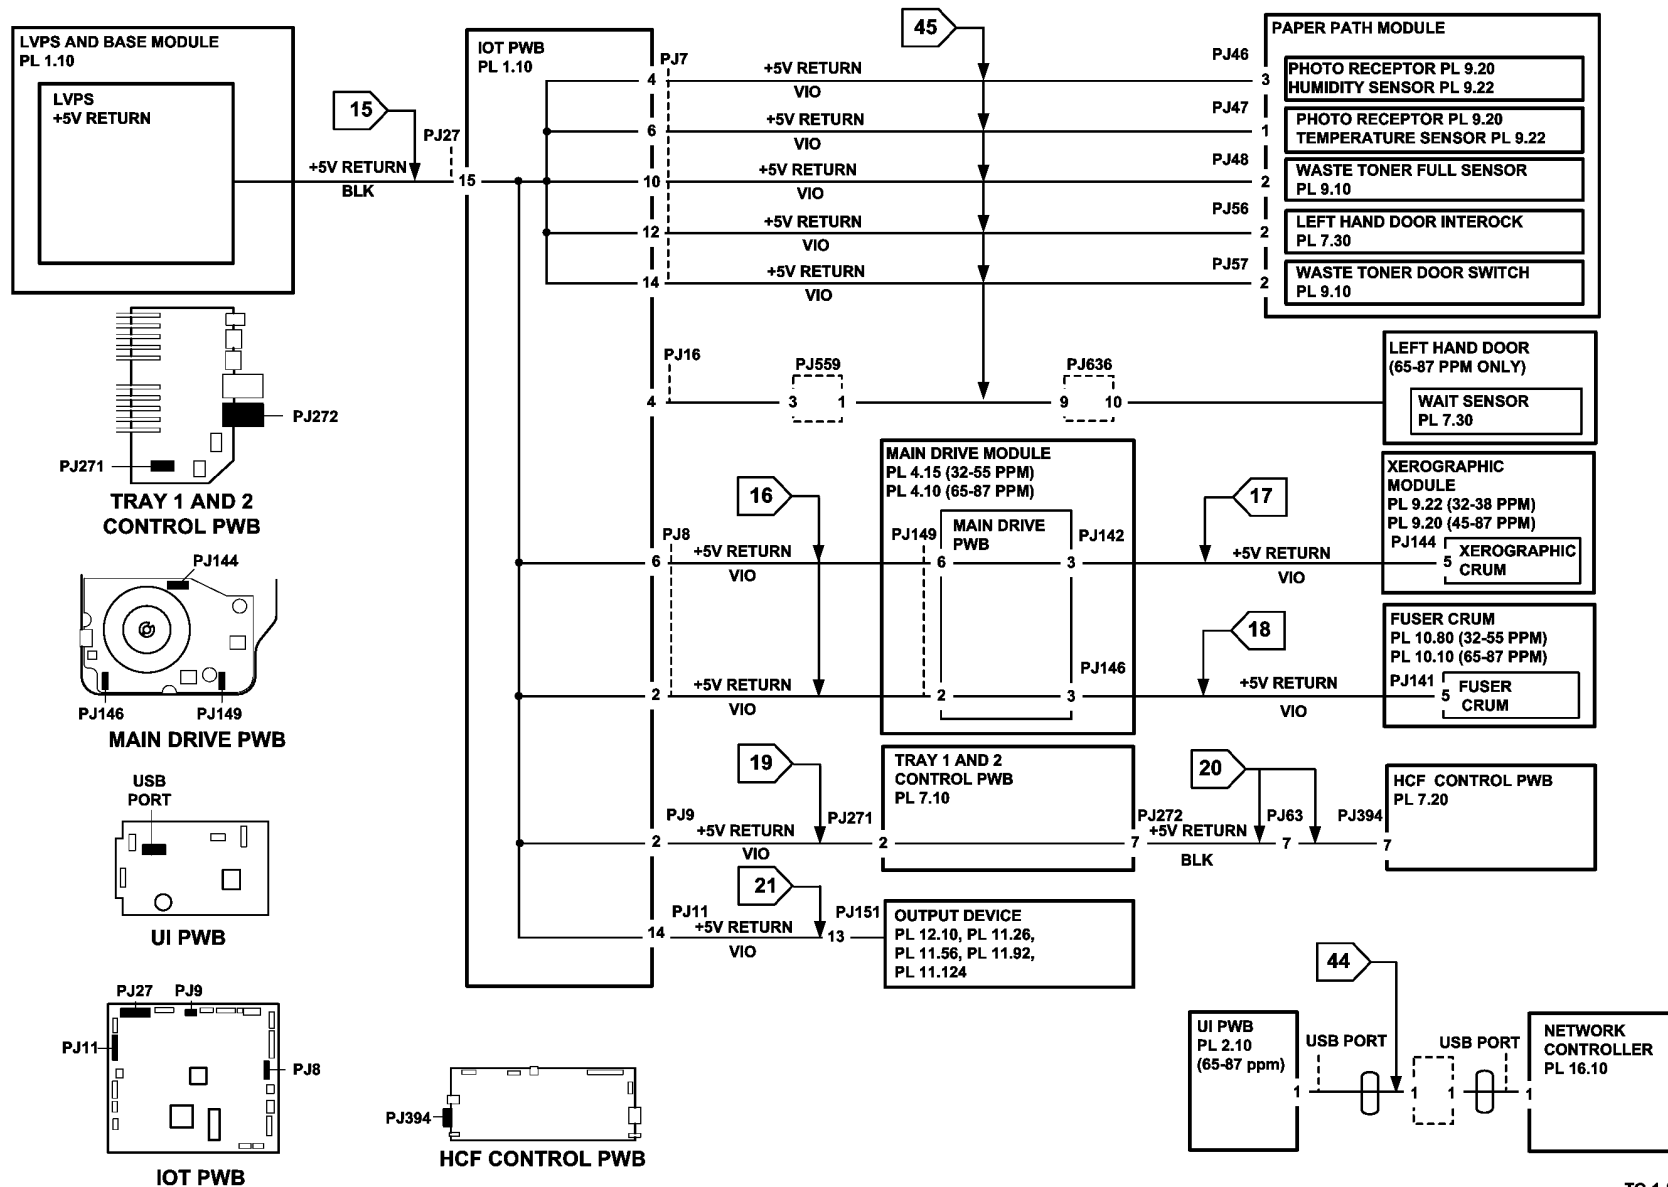 LVPS AND BASE MODULE
PL 1.10
LVPS
+5V RETURN
15
PJ27
+5V RETURN
BLK
15
IOT PWB
PL 1.10
PJ7
45
4
+5V RETURN
VIO
PJ46
3
6
+5V RETURN
VIO
PJ47
1
10
+5V RETURN
VIO
PJ48
2
12
+5V RETURN
VIO
PJ56
2
14
+5V RETURN
VIO
PJ57
2
PAPER PATH MODULE
PHOTO RECEPTOR PL 9.20
HUMIDITY SENSOR PL 9.22
PHOTO RECEPTOR PL 9.20
TEMPERATURE SENSOR PL 9.22
WASTE TONER FULL SENSOR
PL 9.10
LEFT HAND DOOR INTEROCK
PL 7.30
WASTE TONER DOOR SWITCH
PL 9.10
PJ16
4
PJ559
3 1
PJ636
9 10
LEFT HAND DOOR
(65-87 PPM ONLY)
WAIT SENSOR
PL 7.30
PJ272
PJ271
TRAY 1 AND 2
CONTROL PWB
16
PJ8
6
+5V RETURN
VIO
2
+5V RETURN
VIO
MAIN DRIVE MODULE
PL 4.15 (32-55 PPM)
PL 4.10 (65-87 PPM)
PJ149
MAIN DRIVE
PWB
PJ142
6 3
PJ146
2 3
17
+5V RETURN
VIO
XEROGRAPHIC
MODULE
PL 9.22 (32-38 PPM)
PL 9.20 (45-87 PPM)
PJ144
5
XEROGRAPHIC
CRUM
18
+5V RETURN
VIO
FUSER CRUM
PL 10.80 (32-55 PPM)
PL 10.10 (65-87 PPM)
PJ141
5
FUSER
CRUM
PJ144
PJ146
PJ149
MAIN DRIVE PWB
19
PJ9
2
+5V RETURN
VIO
PJ271
2
TRAY 1 AND 2
CONTROL PWB
PL 7.10
PJ272
7
+5V RETURN
BLK
20
PJ63
7
PJ394
7
HCF CONTROL PWB
PL 7.20
USB
PORT
UI PWB
21
PJ11
14
+5V RETURN
VIO
PJ151
13
OUTPUT DEVICE
PL 12.10, PL 11.26,
PL 11.56, PL 11.92,
PL 11.124
PJ27
PJ9
PJ11
PJ8
IOT PWB
PJ394
HCF CONTROL PWB
44
UI PWB
PL 2.10
(65-87 ppm)
1
USB PORT
1
1
USB PORT
1
NETWORK
CONTROLLER
PL 16.10